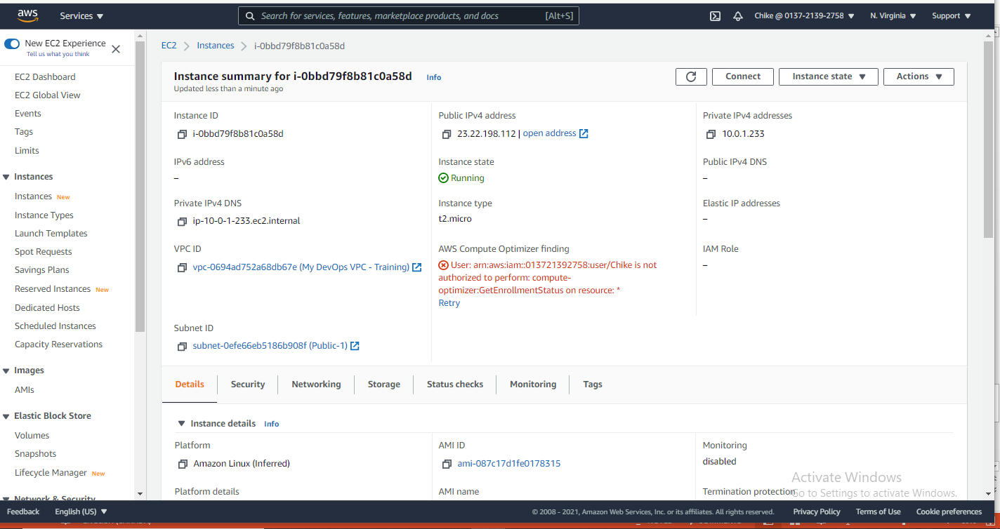 aws
Services
Search for services, features, marketplace products, and docs [Alt+S]
Chike @ 0137-2139-2758
N. Virginia
Support
New EC2 Experience
Tell us what you think
EC2 Dashboard
EC2 Global View
Events
Tags
Limits
Instances
Instances New
Instance Types
Launch Templates
Spot Requests
Savings Plans
Reserved Instances New
Dedicated Hosts
Scheduled Instances
Capacity Reservations
Images
AMIs
Elastic Block Store
Volumes
Snapshots
Lifecycle Manager New
Network & Security
EC2 > Instances > i-0bbd79f8b81c0a58d
Instance summary for i-0bbd79f8b81c0a58d Info
Updated less than a minute ago
Connect
Instance state
Actions
Instance ID
i-0bbd79f8b81c0a58d
Public IPv4 address
23.22.198.112 | open address
Private IPv4 addresses
10.0.1.233
IPv6 address
–
Instance state
Running
Public IPv4 DNS
–
Private IPv4 DNS
ip-10-0-1-233.ec2.internal
Instance type
t2.micro
Elastic IP addresses
–
VPC ID
vpc-0694ad752a68db67e (My DevOps VPC - Training)
AWS Compute Optimizer finding
User: arn:aws:iam::013721392758:user/Chike is not
authorized to perform: compute-
optimizer:GetEnrollmentStatus on resource: *
Retry
IAM Role
–
Subnet ID
subnet-0efe66eb5186b908f (Public-1)
Details
Security
Networking
Storage
Status checks
Monitoring
Tags
Instance details Info
Platform
Amazon Linux (Inferred)
AMI ID
ami-087c17d1fe0178315
Monitoring
disabled
Platform details
AMI name
Termination protection
Activate Windows
Go to Settings to activate Windows.
Feedback
English (US)
© 2008 - 2021, Amazon Web Services, Inc. or its affiliates. All rights reserved.
Privacy Policy
Terms of Use
Cookie preferences